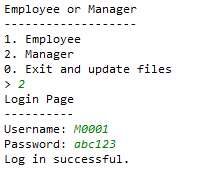 Employee or Manager
-------------------
1. Employee
2. Manager
0. Exit and update files
> 2
Login Page
----------
Username: M0001
Password: abc123
Log in successful.